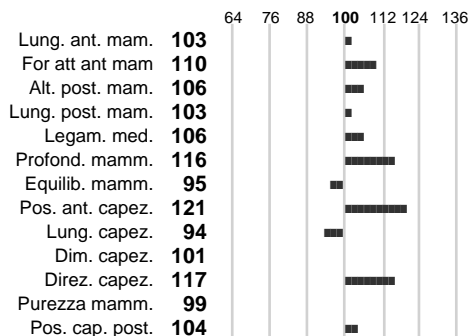 64 76 88 100 112 124 136
Lung. ant. mam. 103
For att ant mam 110
Alt. post. mam. 106
Lung. post. mam. 103
Legam. med. 106
Profond. mamm. 116
Equilib. mamm. 95
Pos. ant. capez. 121
Lung. capez. 94
Dim. capez. 101
Direz. capez. 117
Purezza mamm. 99
Pos. cap. post. 104